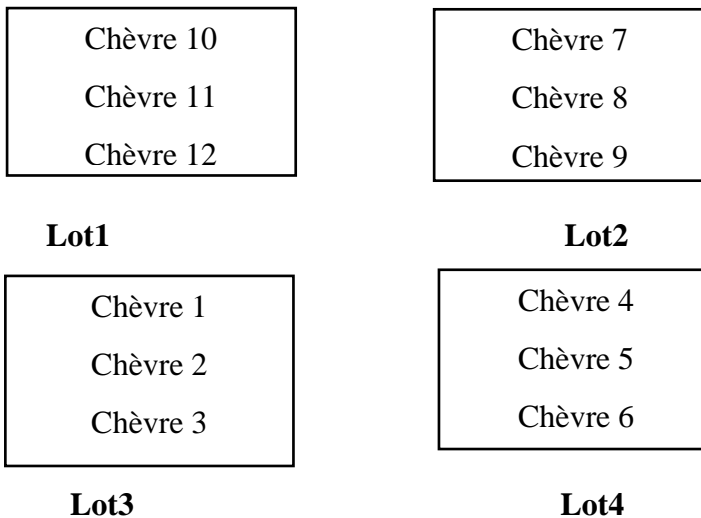 Chèvre 10
Chèvre 11
Chèvre 12
Lot1
Chèvre 7
Chèvre 8
Chèvre 9
Lot2
Chèvre 1
Chèvre 2
Chèvre 3
Lot3
Chèvre 4
Chèvre 5
Chèvre 6
Lot4